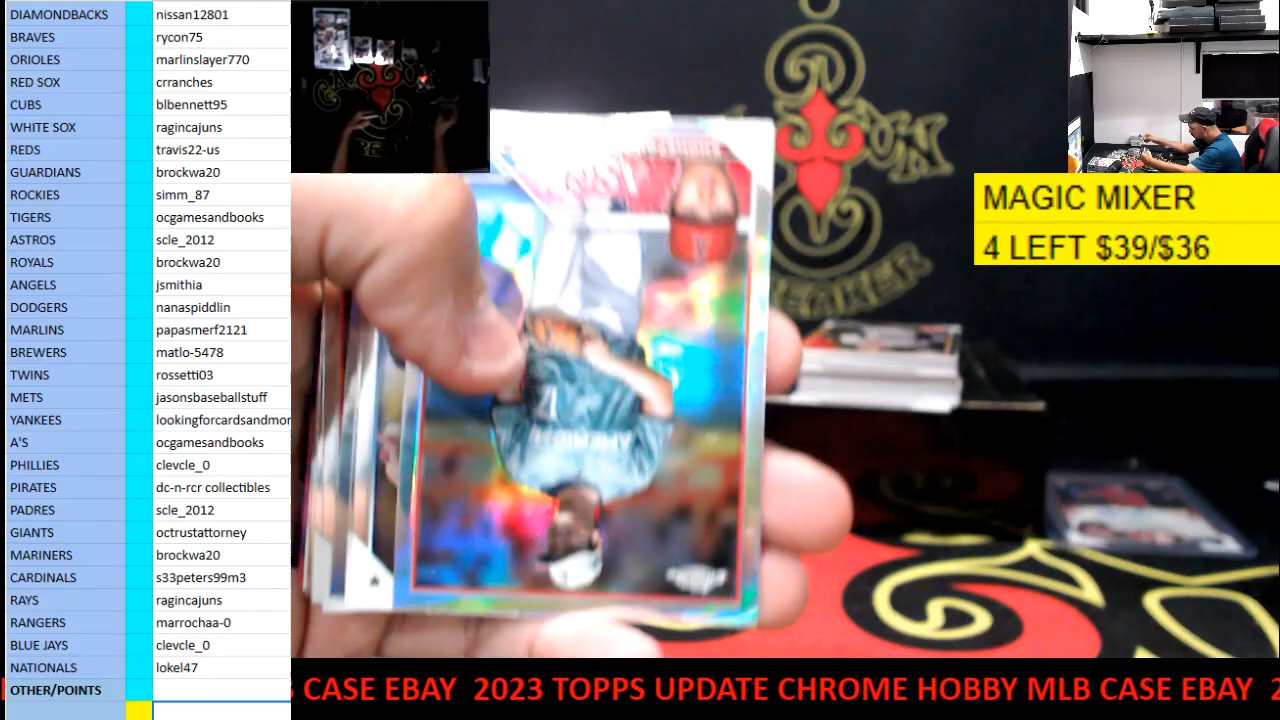 DIAMONDBACKS nissan12801
BRAVES rycon75
ORIOLES marlinslayer770
RED SOX crranches
CUBS blbennett95
WHITE SOX ragincajuns
REDS travis22-us
GUARDIANS brockwa20
ROCKIES simm_87
TIGERS ocgamesandbooks
ASTROS scle_2012
ROYALS brockwa20
ANGELS jsmithia
DODGERS nanaspiddlin
MARLINS papasmerf2121
BREWERS matlo-5478
TWINS rossetti03
METS jasonsbaseballstuff
YANKEES lookingforcardsandmor
A'S ocgamesandbooks
PHILLIES clevcle_0
PIRATES dc-n-rcr collectibles
PADRES scle_2012
GIANTS octrustattorney
MARINERS brockwa20
CARDINALS s33peters99m3
RAYS ragincajuns
RANGERS marrochaa-0
BLUE JAYS clevcle_0
NATIONALS lokel47
OTHER/POINTS
MAGIC MIXER
4 LEFT $39/$36
CASE EBAY 2023 TOPPS UPDATE CHROME HOBBY MLB CASE EBAY 2